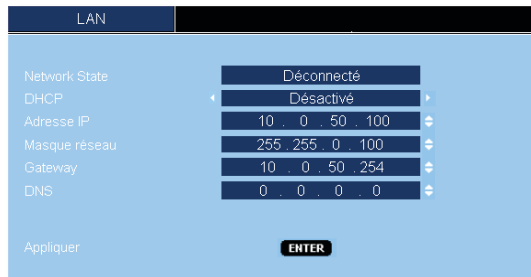 LAN
Network State Déconnecté
DHCP Désactivé
Adresse IP 10 . 0 . 50 . 100
Masque réseau 255 . 255 . 0 . 100
Gateway 10 . 0 . 50 . 254
DNS 0 . 0 . 0 . 0
Appliquer ENTER